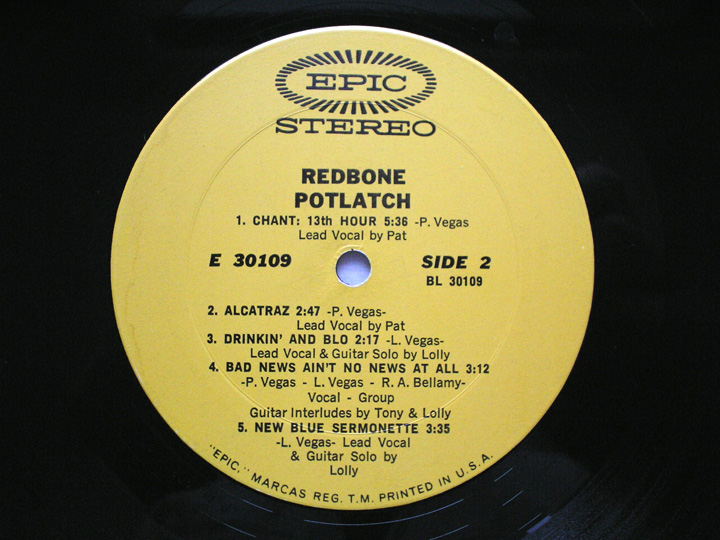 EPIC
STEREO
REDBONE
POTLATCH
1. CHANT: 13th HOUR 5:36 -P. Vegas
Lead Vocal by Pat
E 30109
SIDE 2
BL 30109
2. ALCATRAZ 2:47 -P. Vegas-
Lead Vocal by Pat
3. DRINKIN' AND BLO 2:17 -L. Vegas-
Lead Vocal & Guitar Solo by Lolly
4. BAD NEWS AIN'T NO NEWS AT ALL 3:12
-P. Vegas - L. Vegas - R. A. Bellamy-
Vocal - Group
Guitar Interludes by Tony & Lolly
5. NEW BLUE SERMONETTE 3:35
-L. Vegas- Lead Vocal
& Guitar Solo by
Lolly
"EPIC," MARCAS REG. T.M. PRINTED IN U.S.A.